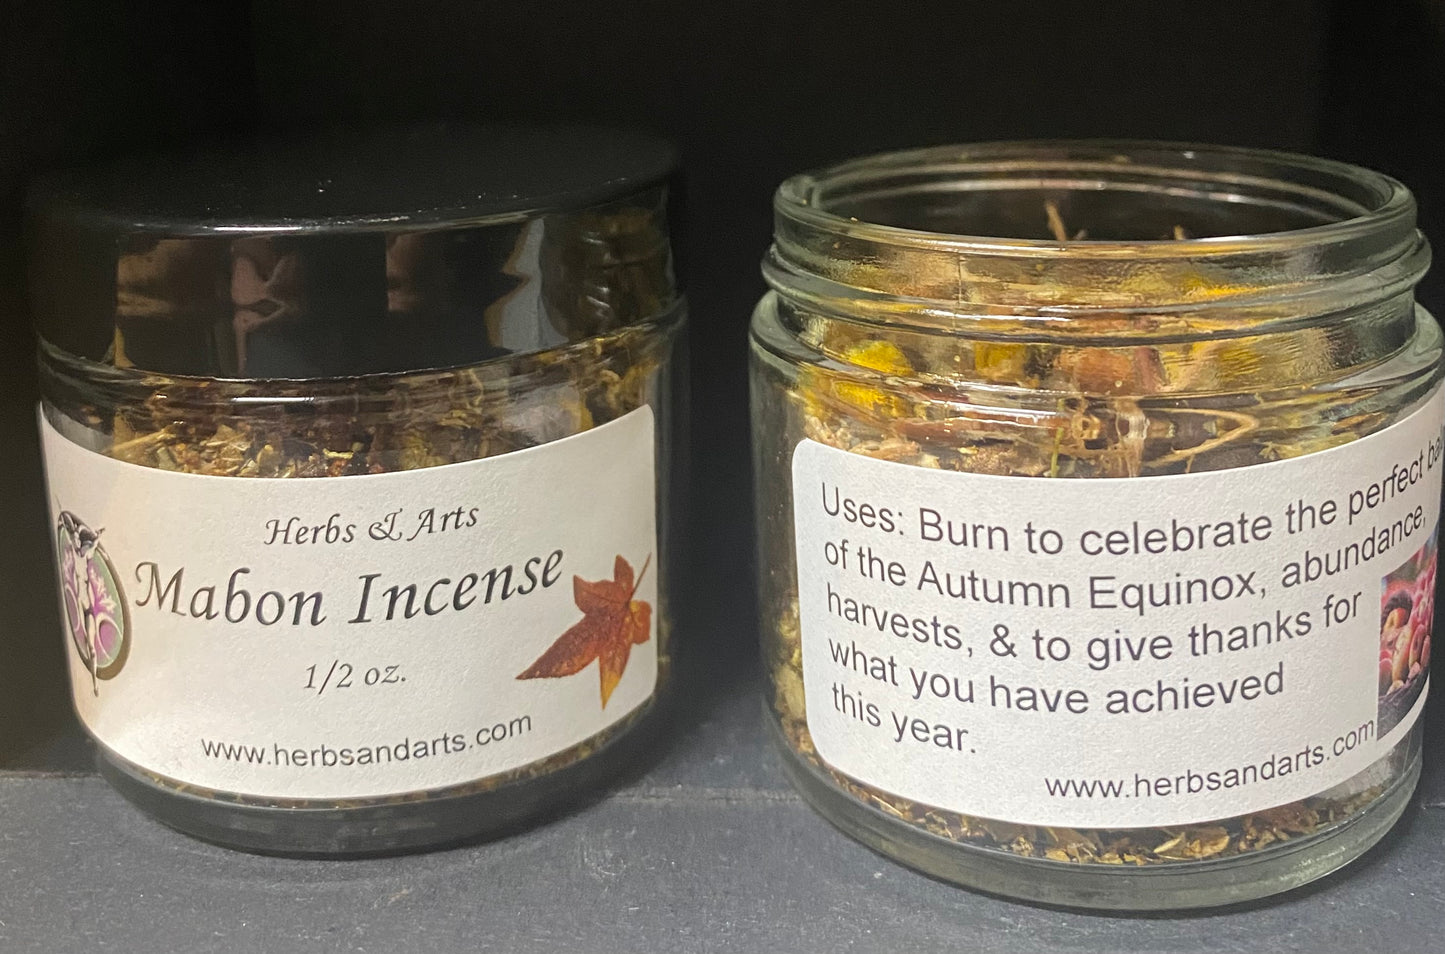 Herbs & Arts
Mabon Incense
1/2 oz.
www.herbsandarts.com
Uses: Burn to celebrate the perfect
of the Autumn Equinox, abundance,
harvests, & to give thanks for
what you have achieved
this year.
www.herbsandarts.com